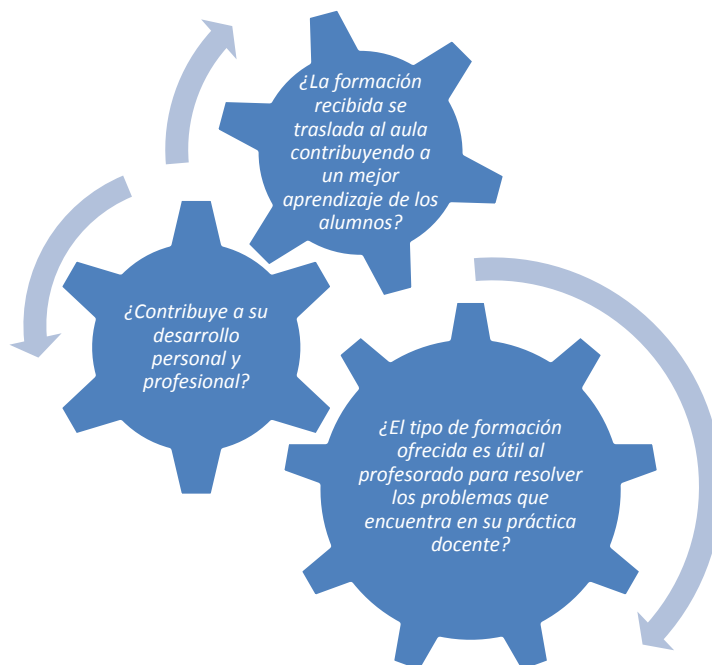 ¿La formación
recibida se
traslada al aula
contribuyendo a
un mejor
aprendizaje de los
alumnos?
¿Contribuye a su
desarrollo
personal y
profesional?
¿El tipo de formación
ofrecida es útil al
profesorado para resolver
los problemas que
encuentra en su práctica
docente?